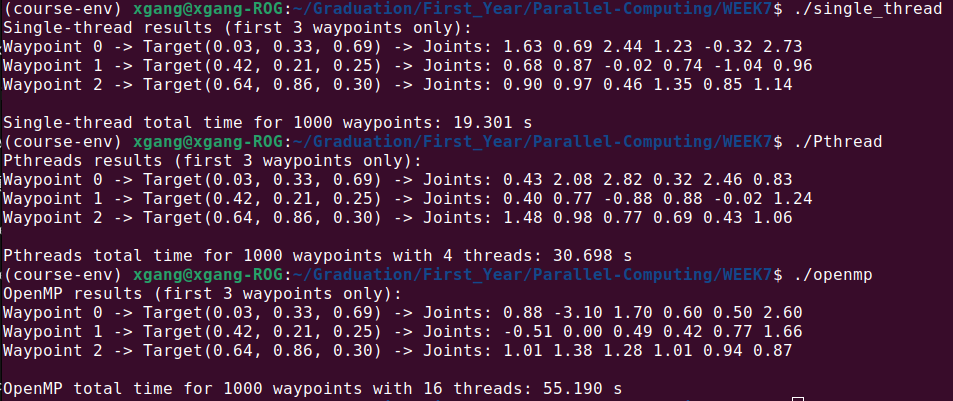 (course-env) xgang@xgang-ROG:~/Graduation/First_Year/Parallel-Computing/WEEK7$ ./single_thread
Single-thread results (first 3 waypoints only):
Waypoint 0 -> Target(0.03, 0.33, 0.69) -> Joints: 1.63 0.69 2.44 1.23 -0.32 2.73
Waypoint 1 -> Target(0.42, 0.21, 0.25) -> Joints: 0.68 0.87 -0.02 0.74 -1.04 0.96
Waypoint 2 -> Target(0.64, 0.86, 0.30) -> Joints: 0.90 0.97 0.46 1.35 0.85 1.14

Single-thread total time for 1000 waypoints: 19.301 s
(course-env) xgang@xgang-ROG:~/Graduation/First_Year/Parallel-Computing/WEEK7$ ./Pthread
Pthreads results (first 3 waypoints only):
Waypoint 0 -> Target(0.03, 0.33, 0.69) -> Joints: 0.43 2.08 2.82 0.32 2.46 0.83
Waypoint 1 -> Target(0.42, 0.21, 0.25) -> Joints: 0.40 0.77 -0.88 0.88 -0.02 1.24
Waypoint 2 -> Target(0.64, 0.86, 0.30) -> Joints: 1.48 0.98 0.77 0.69 0.43 1.06

Pthreads total time for 1000 waypoints with 4 threads: 30.698 s
(course-env) xgang@xgang-ROG:~/Graduation/First_Year/Parallel-Computing/WEEK7$ ./openmp
OpenMP results (first 3 waypoints only):
Waypoint 0 -> Target(0.03, 0.33, 0.69) -> Joints: 0.88 -3.10 1.70 0.60 0.50 2.60
Waypoint 1 -> Target(0.42, 0.21, 0.25) -> Joints: -0.51 0.00 0.49 0.42 0.77 1.66
Waypoint 2 -> Target(0.64, 0.86, 0.30) -> Joints: 1.01 1.38 1.28 1.01 0.94 0.87

OpenMP total time for 1000 waypoints with 16 threads: 55.190 s